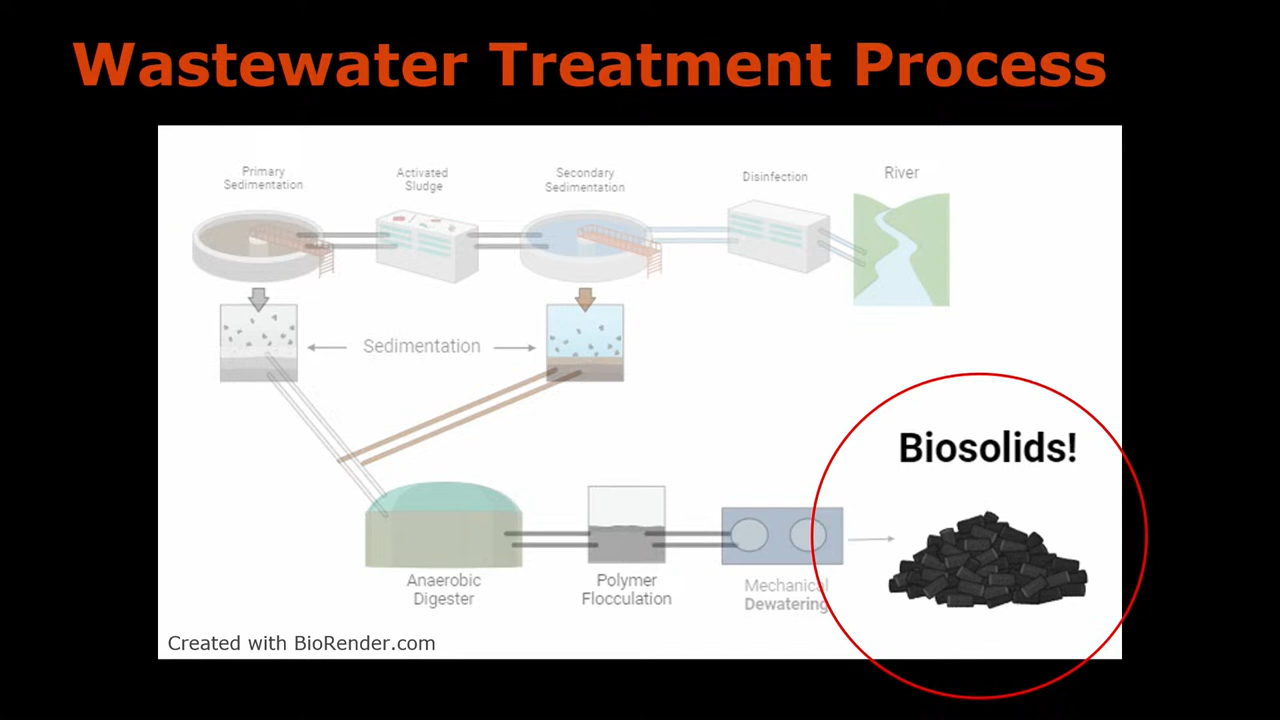 Wastewater Treatment Process
Primary
Sedimentation
Activated
Sludge
Secondary
Sedimentation
Disinfection
River
Sedimentation
Biosolids!
Anaerobic
Digester
Polymer
Flocculation
Mechanical
Dewatering
Created with BioRender.com